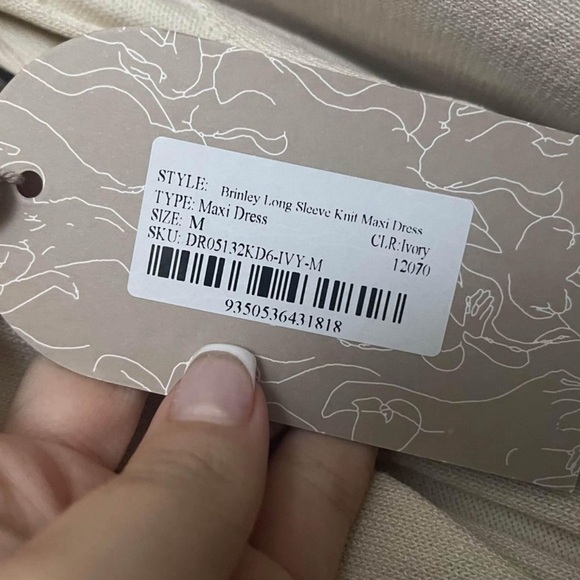 STYLE: Brinley Long Sleeve Knit Maxi Dress
TYPE: Maxi Dress
SIZE: M CLR:Ivory
SKU: DR05132KD6-IVY-M 12070
9350536431818